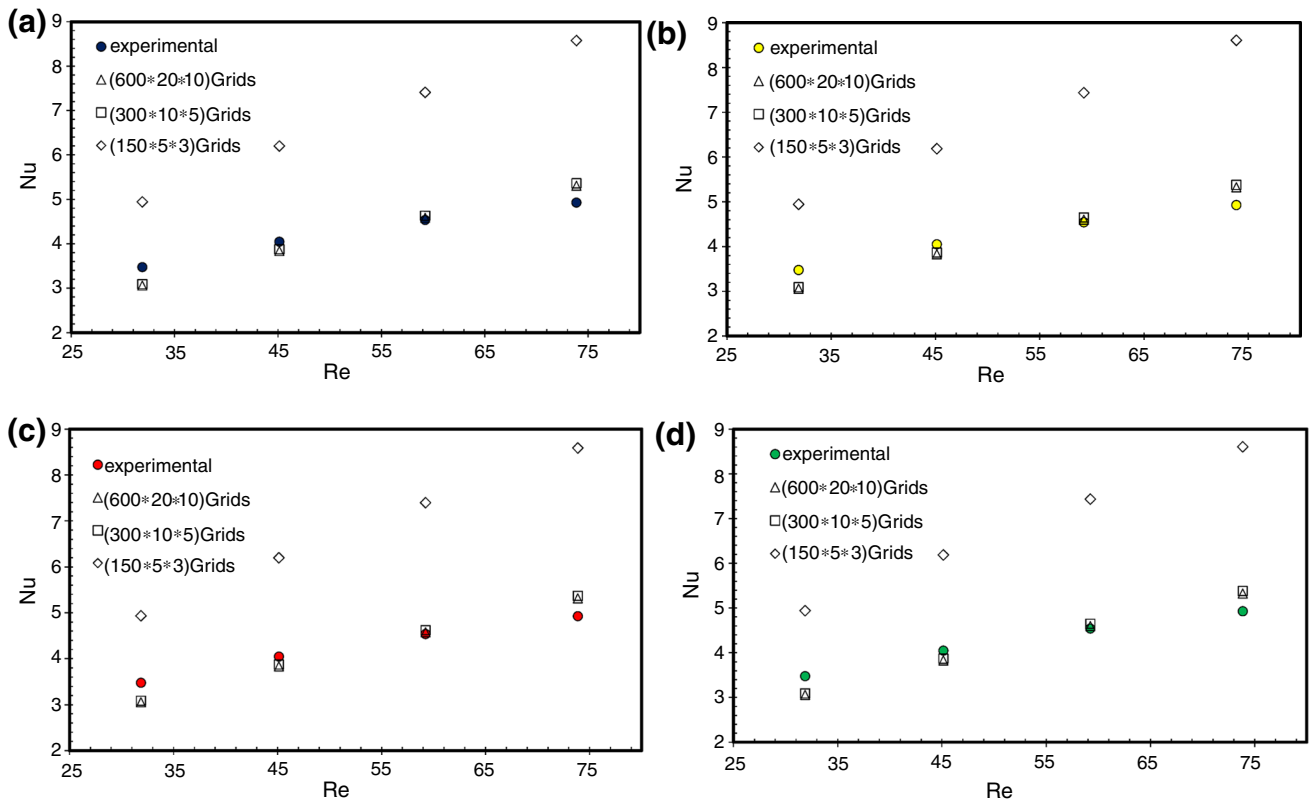 (a)
9
8
7
6
5
4
3
2
Nu
experimental
(600*20*10)Grids
(300*10*5)Grids
(150*5*3)Grids
25 35 45 55 65 75
Re
(b)
9
8
7
6
5
4
3
2
Nu
experimental
(600*20*10)Grids
(300*10*5)Grids
(150*5*3)Grids
25 35 45 55 65 75
Re
(c)
9
8
7
6
5
4
3
2
Nu
experimental
(600*20*10)Grids
(300*10*5)Grids
(150*5*3)Grids
25 35 45 55 65 75
Re
(d)
9
8
7
6
5
4
3
2
Nu
experimental
(600*20*10)Grids
(300*10*5)Grids
(150*5*3)Grids
25 35 45 55 65 75
Re